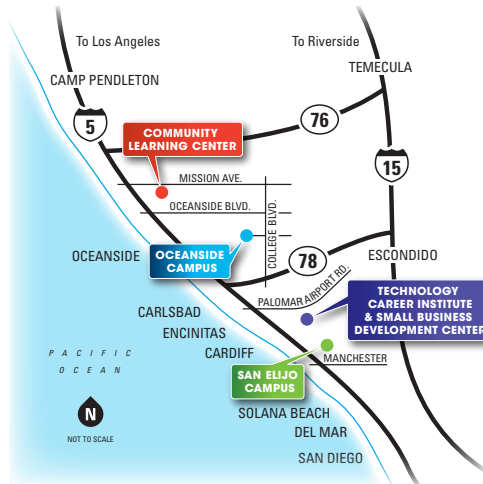 To Los Angeles
To Riverside
TEMECULA
CAMP PENDLETON
5
76
COMMUNITY
LEARNING CENTER
15
MISSION AVE.
OCEANSIDE BLVD.
COLLEGE BLVD.
OCEANSIDE
OCEANSIDE
CAMPUS
78
ESCONDIDO
PALOMAR AIRPORT RD.
TECHNOLOGY
CAREER INSTITUTE
& SMALL BUSINESS
DEVELOPMENT CENTER
CARLSBAD
ENCINITAS
CARDIFF
PACIFIC
OCEAN
MANCHESTER
SAN ELIJO
CAMPUS
N
NOT TO SCALE
SOLANA BEACH
DEL MAR
SAN DIEGO